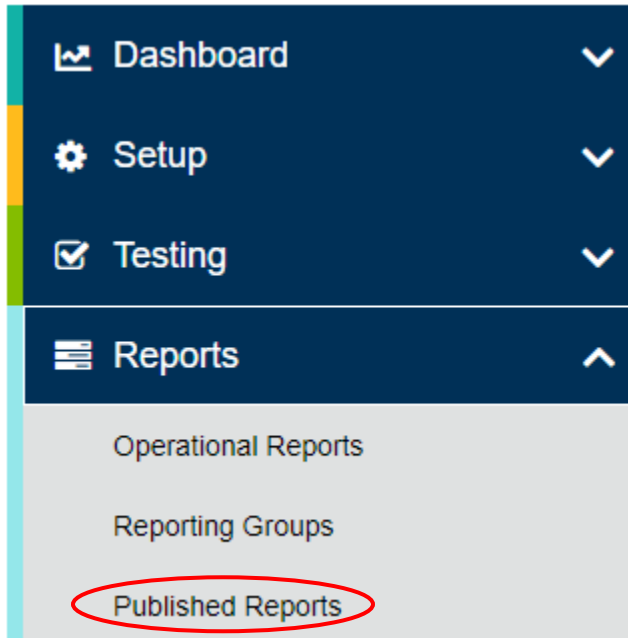 Dashboard
Setup
Testing
Reports
Operational Reports
Reporting Groups
Published Reports